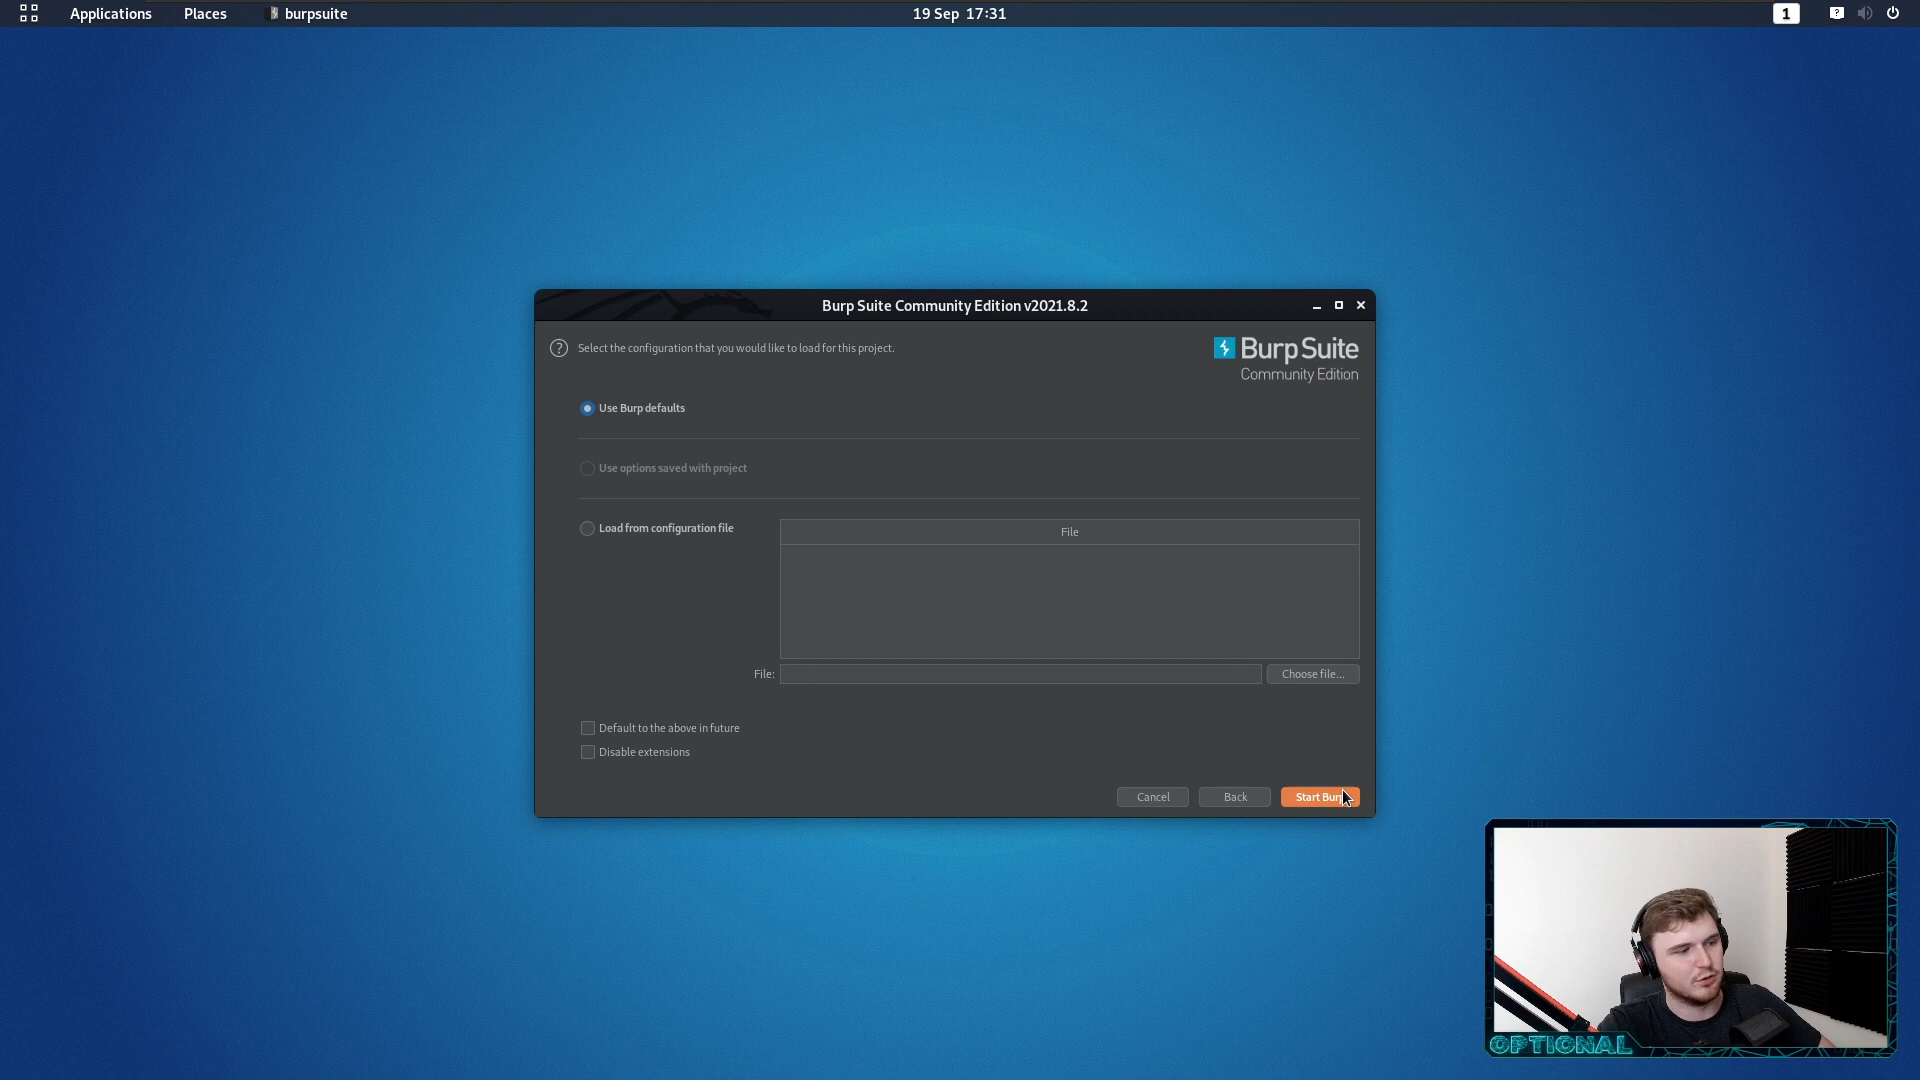 Applications Places burpsuite 19 Sep 17:31 1
Burp Suite Community Edition v2021.8.2
? Select the configuration that you would like to load for this project.
Burp Suite
Community Edition
Use Burp defaults
Use options saved with project
Load from configuration file
File
File: Choose file...
Default to the above in future
Disable extensions
Cancel Back Start Burp
OPTIONAL